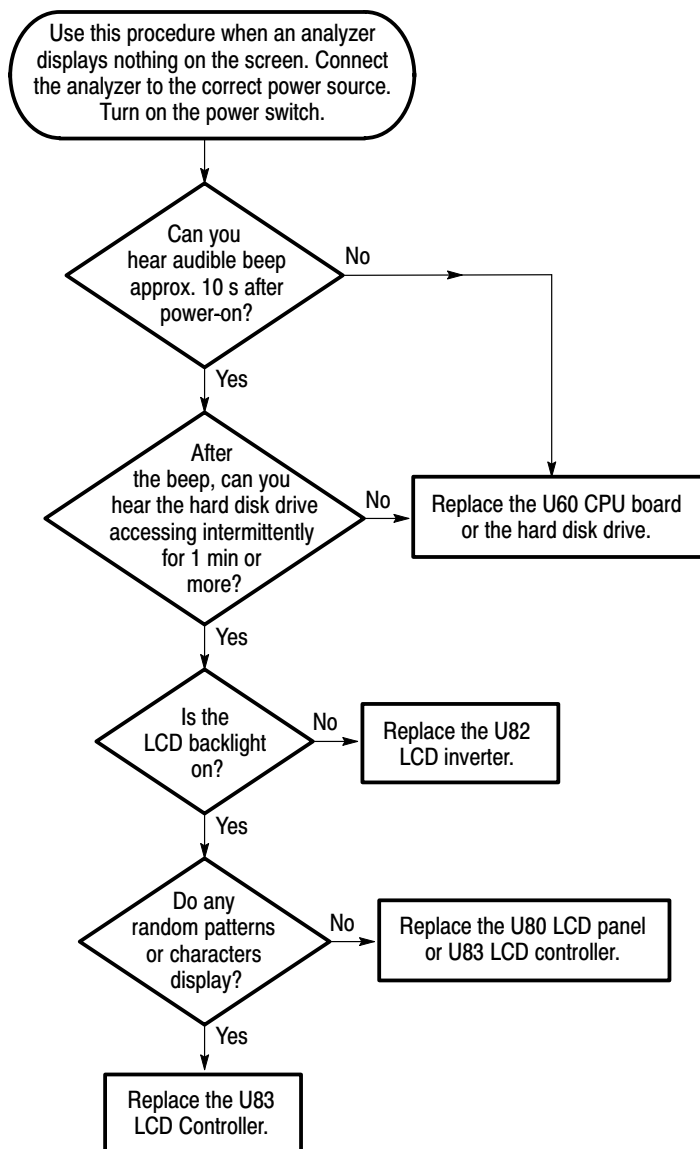 Use this procedure when an analyzer
displays nothing on the screen. Connect
the analyzer to the correct power source.
Turn on the power switch.
Can you
hear audible beep
approx. 10 s after
power-on?
No
Yes
After
the beep, can you
hear the hard disk drive
accessing intermittently
for 1 min or
more?
No
Replace the U60 CPU board
or the hard disk drive.
Yes
Is the
LCD backlight
on?
No
Replace the U82
LCD inverter.
Yes
Do any
random patterns
or characters
display?
No
Replace the U80 LCD panel
or U83 LCD controller.
Yes
Replace the U83
LCD Controller.